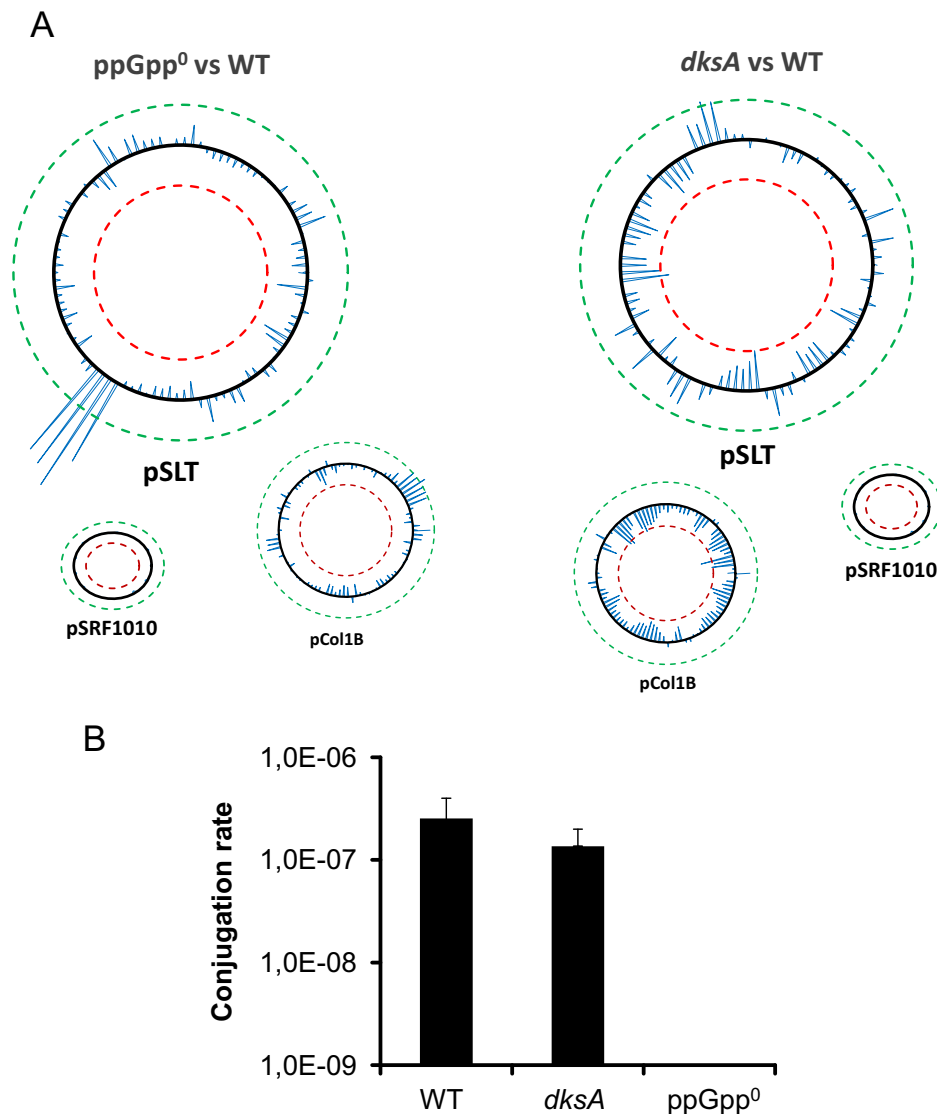 A
ppGpp⁰ vs WT
dksA vs WT
pSLT
pSLT
pSRF1010
pCol1B
pCol1B
pSRF1010
B
Conjugation rate
1,0E-06
1,0E-07
1,0E-08
1,0E-09
WT
dksA
ppGpp⁰